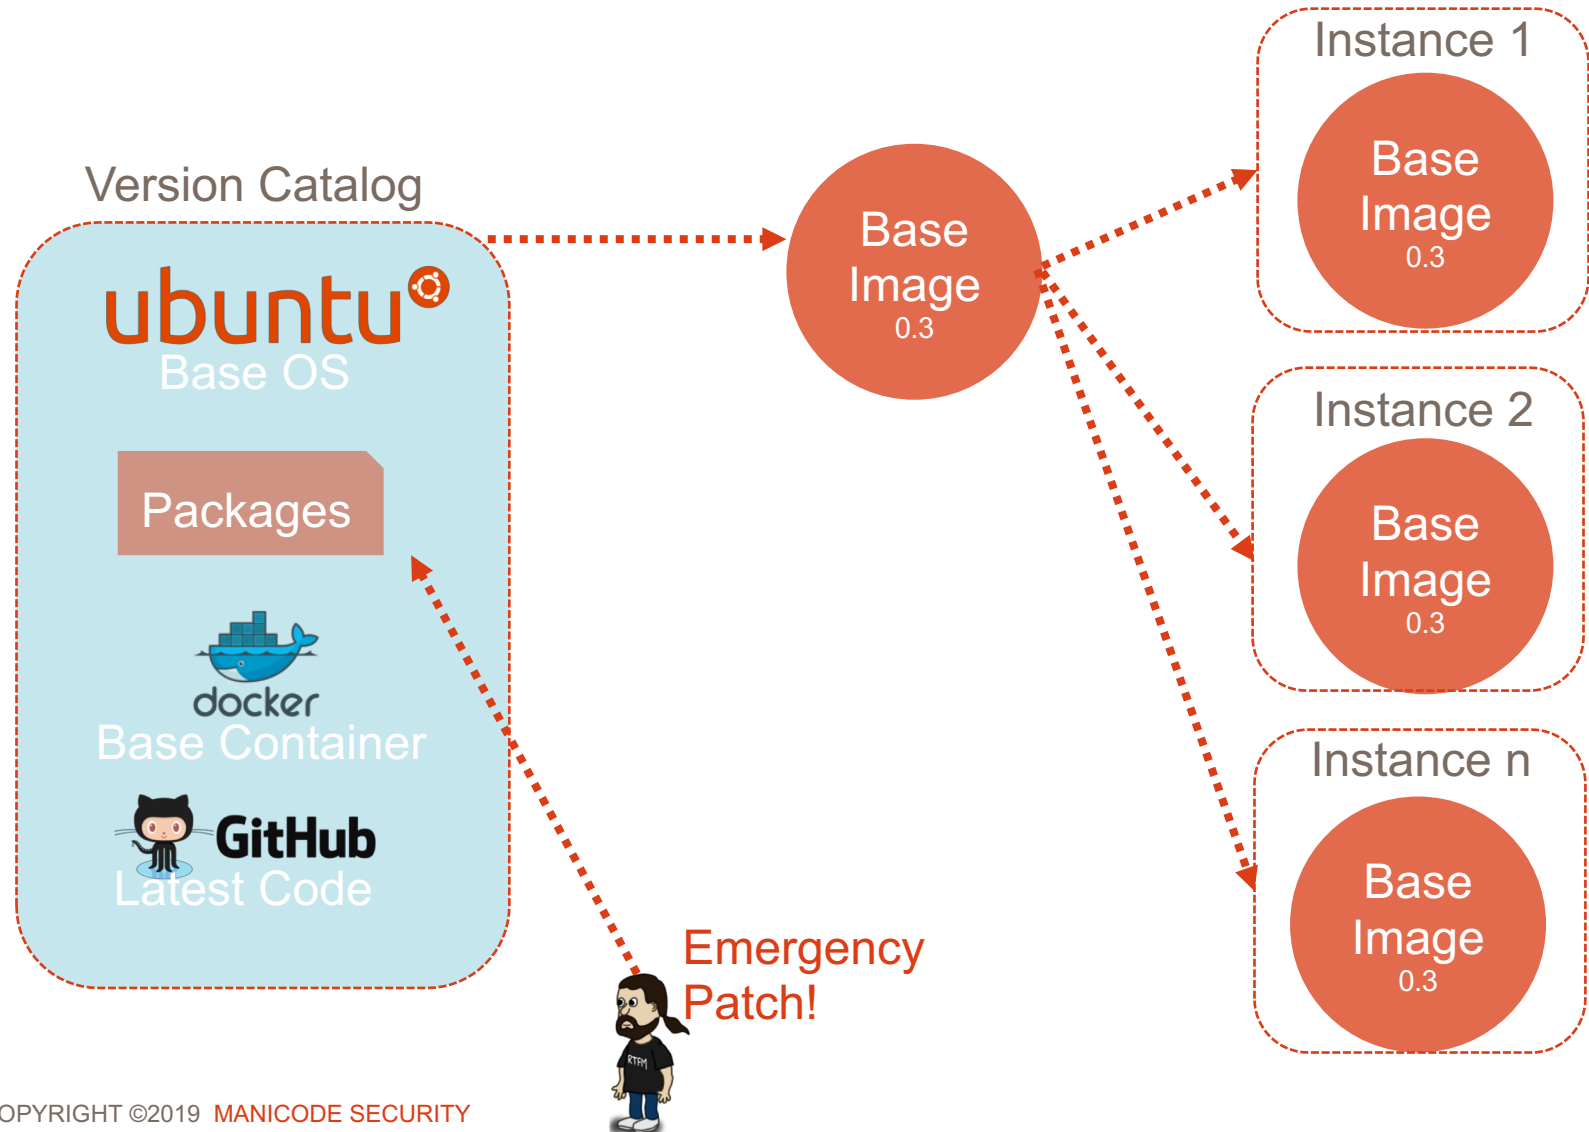 Version Catalog
ubuntu
Base OS
Packages
docker
Base Container
GitHub
Latest Code
Emergency
Patch!
RTFM
Base
Image
0.3
Instance 1
Base
Image
0.3
Instance 2
Base
Image
0.3
Instance n
Base
Image
0.3
OPYRIGHT ©2019 MANICODE SECURITY